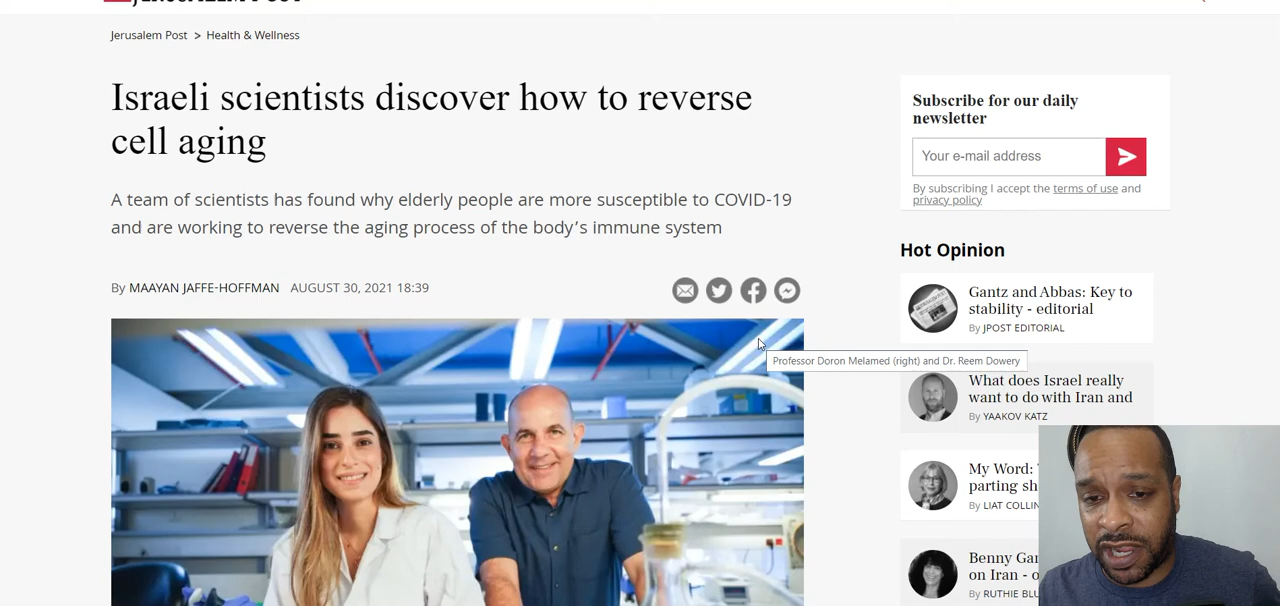 Jerusalem Post > Health & Wellness
Israeli scientists discover how to reverse
cell aging
A team of scientists has found why elderly people are more susceptible to COVID-19
and are working to reverse the aging process of the body's immune system
By MAAYAN JAFFE-HOFFMAN AUGUST 30, 2021 18:39
Professor Doron Melamed (right) and Dr. Reem Dowery
Subscribe for our daily
newsletter
Your e-mail address
By subscribing I accept the terms of use and
privacy policy
Hot Opinion
Gantz and Abbas: Key to
stability - editorial
By JPOST EDITORIAL
What does Israel really
want to do with Iran and
By YAAKOV KATZ
My Word:
parting
By LIAT
Benny
on Iran -
By RUTHIE